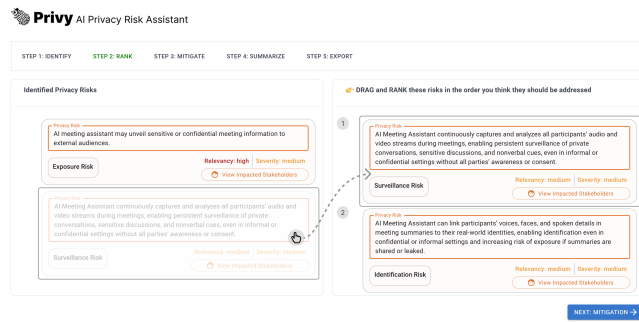 Privy AI Privacy Risk Assistant
STEP 1: IDENTIFY STEP 2: RANK STEP 3: MITIGATE STEP 4: SUMMARIZE STEP 5: EXPORT
Identified Privacy Risks
Privacy Risk
AI meeting assistant may unveil sensitive or confidential meeting information to
external audiences.
Exposure Risk
Relevancy: high Severity: medium
View Impacted Stakeholders
Privacy Risk
AI Meeting Assistant continuously captures and analyzes all participants' audio and
video streams during meetings, enabling persistent surveillance of private
conversations, sensitive discussions, and nonverbal cues, even in informal or
confidential settings without all parties' awareness or consent.
Surveillance Risk
Relevancy: medium Severity: medium
View Impacted Stakeholders
DRAG and RANK these risks in the order you think they should be addressed
1
Privacy Risk
AI Meeting Assistant continuously captures and analyzes all participants' audio and
video streams during meetings, enabling persistent surveillance of private
conversations, sensitive discussions, and nonverbal cues, even in informal or
confidential settings without all parties' awareness or consent.
Surveillance Risk
Relevancy: medium Severity: medium
View Impacted Stakeholders
2
Privacy Risk
AI Meeting Assistant can link participants' voices, faces, and spoken details in
meeting summaries to their real-world identities, enabling identification even in
confidential or informal settings and increasing risk of exposure if summaries are
shared or leaked.
Identification Risk
Relevancy: medium Severity: medium
View Impacted Stakeholders
NEXT: MITIGATION →